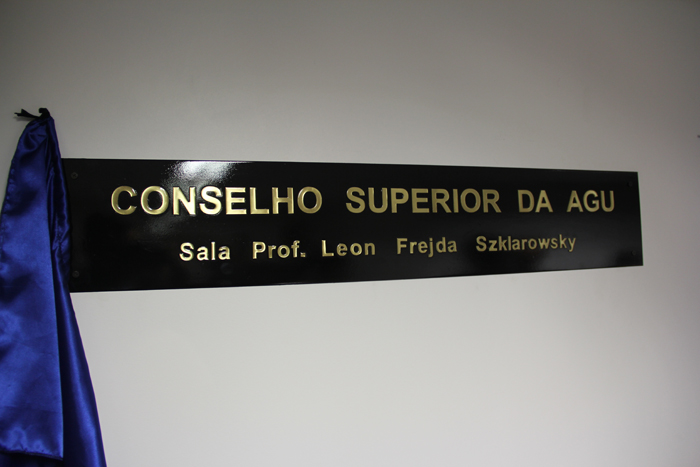 CONSELHO SUPERIOR DA AGU
Sala Prof. Leon Frejda Szklarowsky